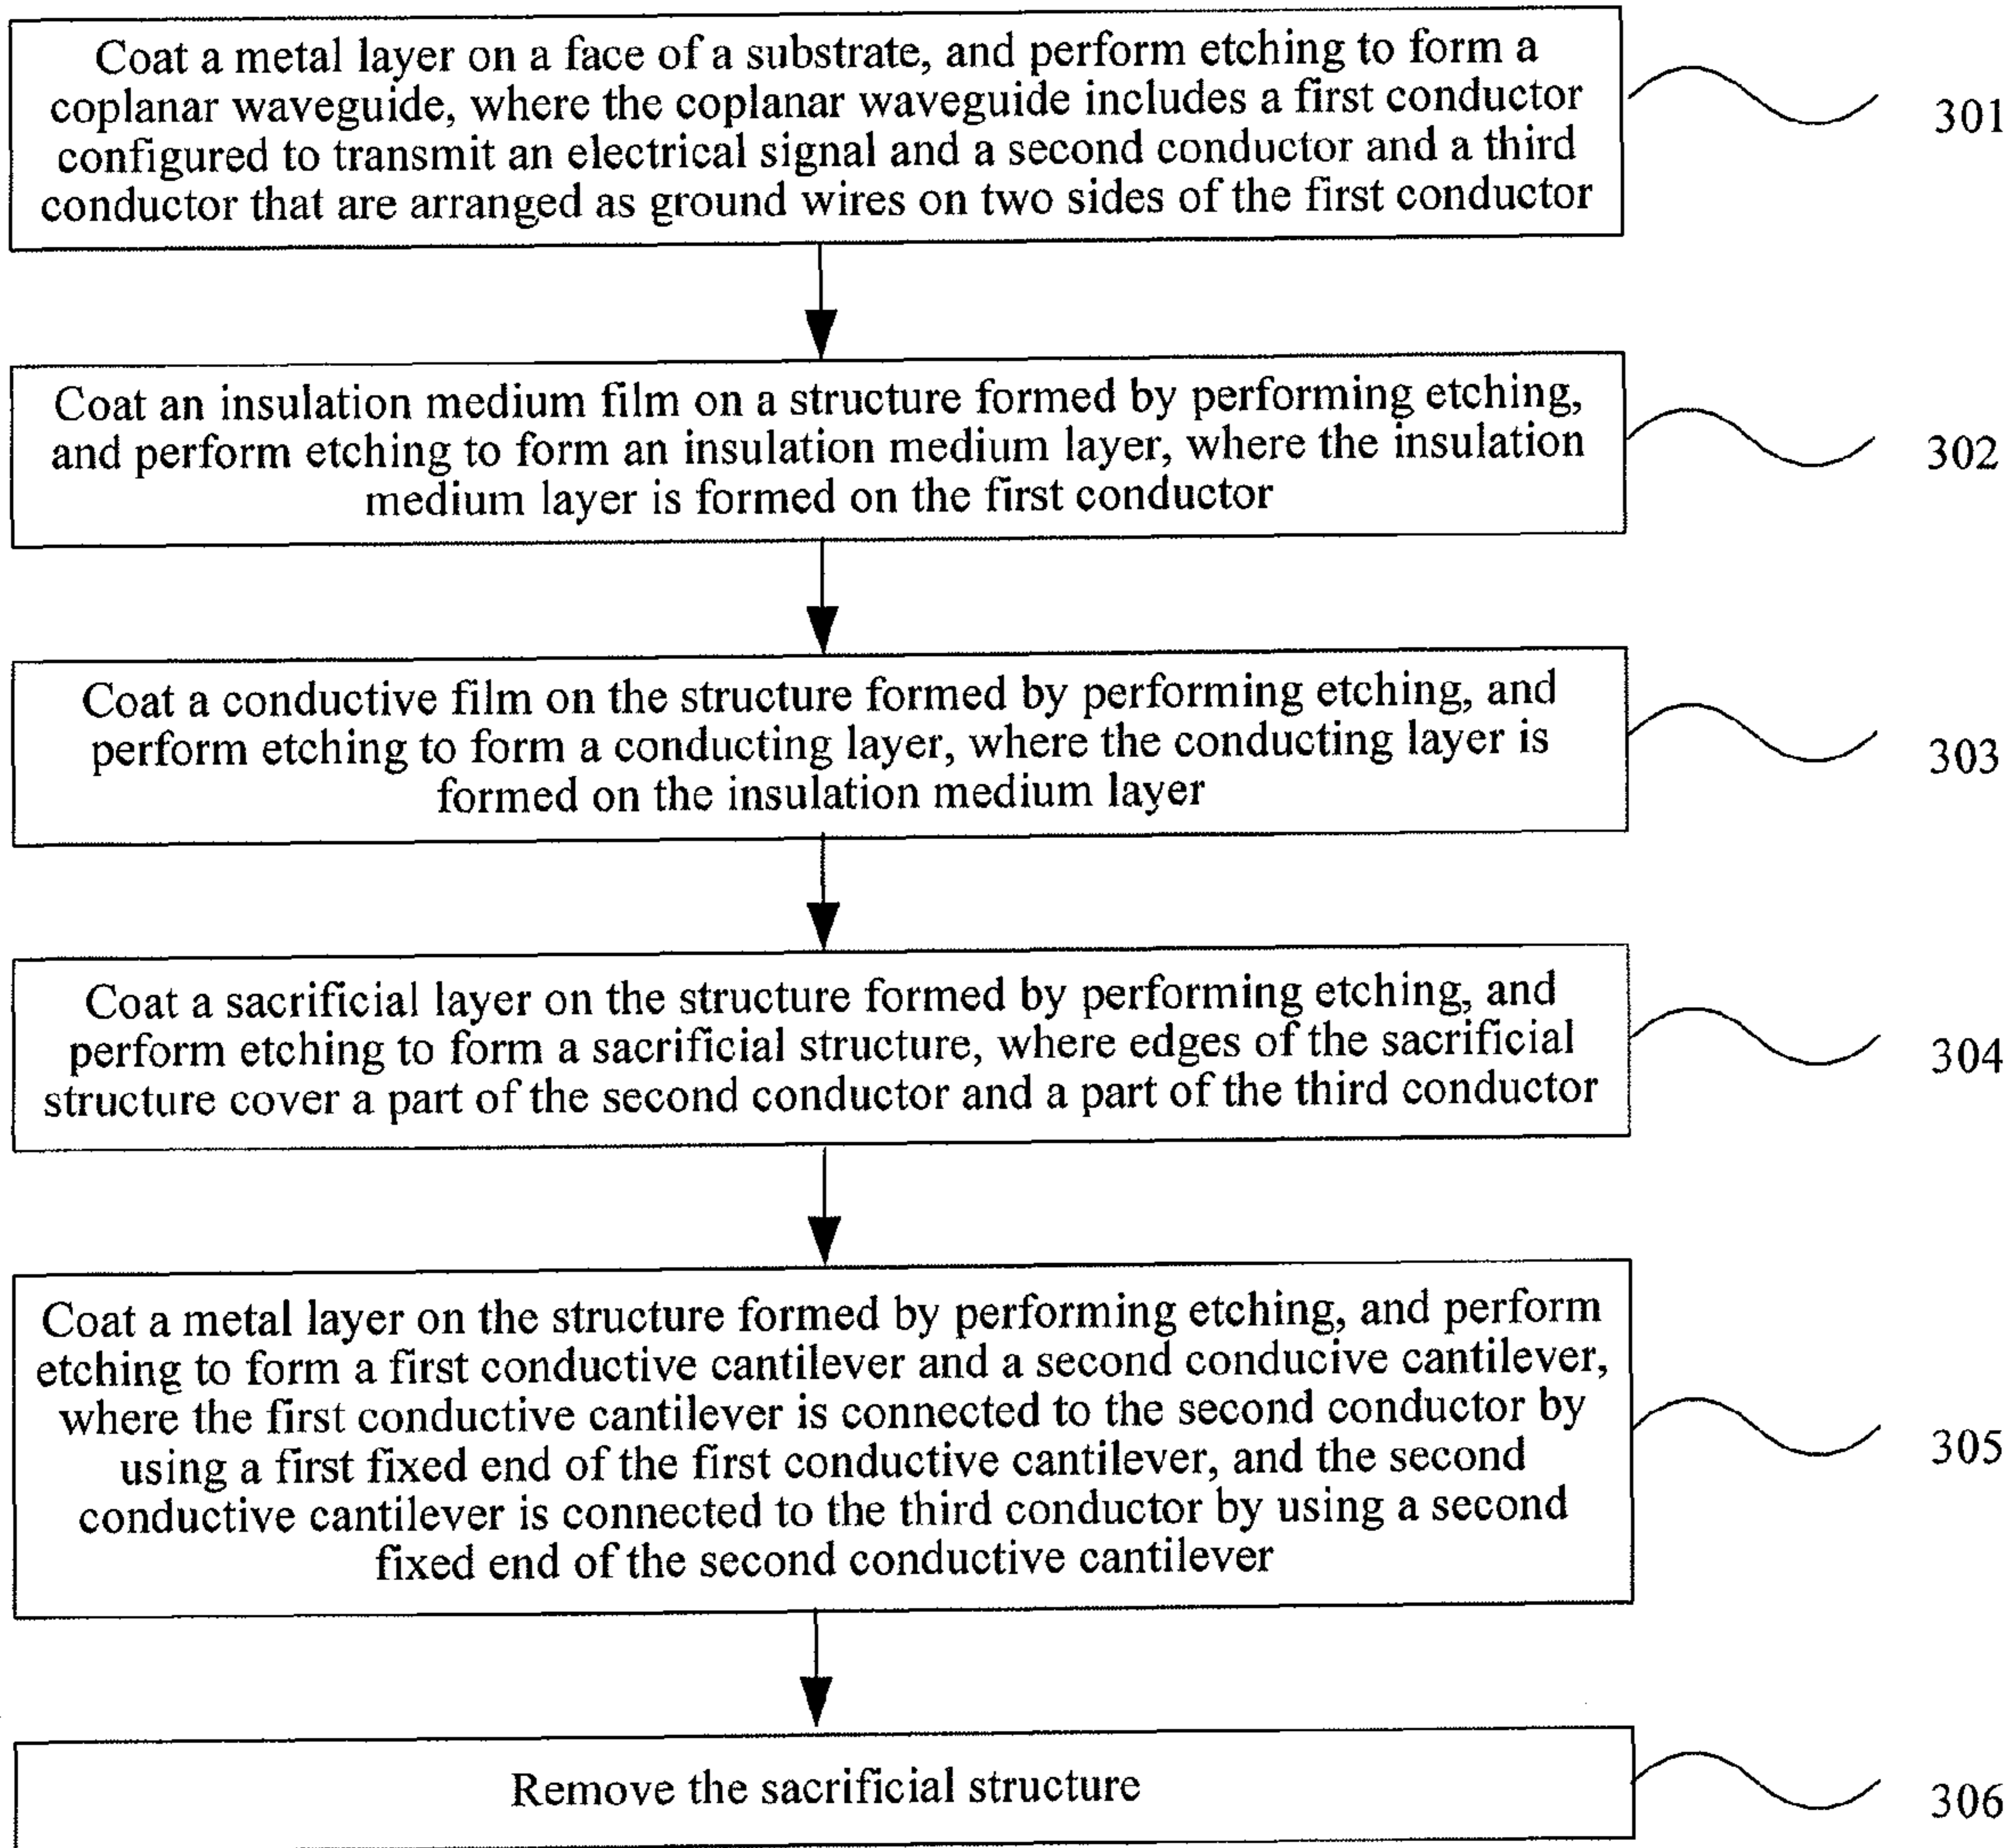 Coat a metal layer on a face of a substrate, and perform etching to form a
coplanar waveguide, where the coplanar waveguide includes a first conductor
configured to transmit an electrical signal and a second conductor and a third
conductor that are arranged as ground wires on two sides of the first conductor
301
Coat an insulation medium film on a structure formed by performing etching,
and perform etching to form an insulation medium layer, where the insulation
medium layer is formed on the first conductor
302
Coat a conductive film on the structure formed by performing etching, and
perform etching to form a conducting layer, where the conducting layer is
formed on the insulation medium layer
303
Coat a sacrificial layer on the structure formed by performing etching, and
perform etching to form a sacrificial structure, where edges of the sacrificial
structure cover a part of the second conductor and a part of the third conductor
304
Coat a metal layer on the structure formed by performing etching, and perform
etching to form a first conductive cantilever and a second conducive cantilever,
where the first conductive cantilever is connected to the second conductor by
using a first fixed end of the first conductive cantilever, and the second
conductive cantilever is connected to the third conductor by using a second
fixed end of the second conductive cantilever
305
Remove the sacrificial structure
306